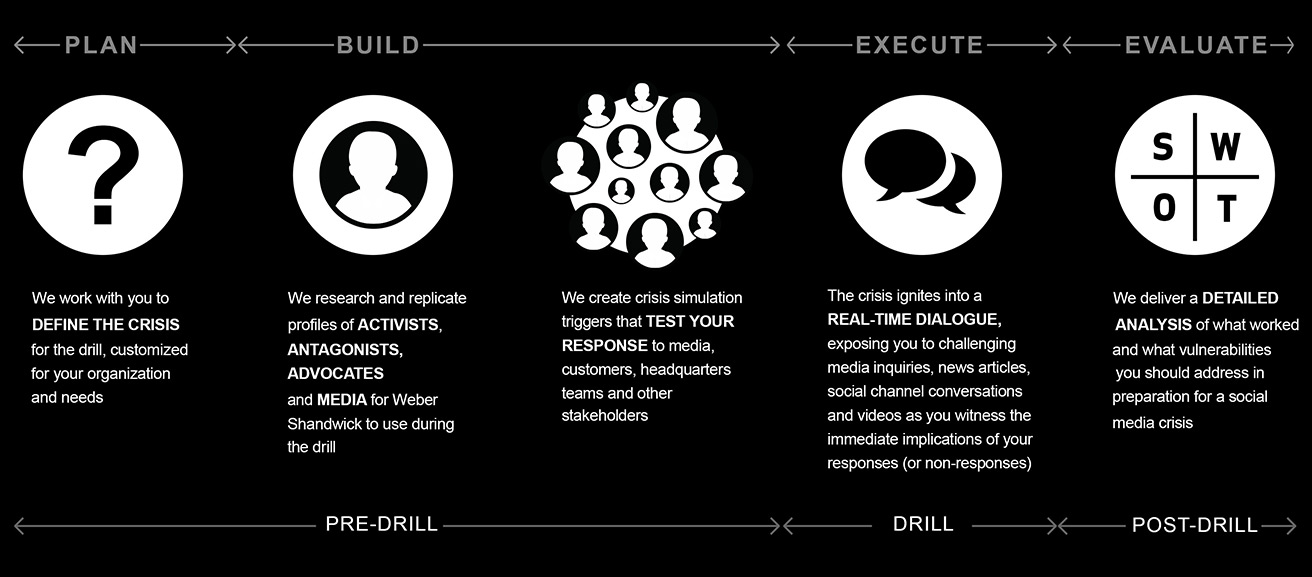 PLAN
BUILD
EXECUTE
EVALUATE
S W
O T
We work with you to
DEFINE THE CRISIS
for the drill, customized
for your organization
and needs
We research and replicate
profiles of ACTIVISTS,
ANTAGONISTS,
ADVOCATES
and MEDIA for Weber
Shandwick to use during
the drill
We create crisis simulation
triggers that TEST YOUR
RESPONSE to media,
customers, headquarters
teams and other
stakeholders
The crisis ignites into a
REAL-TIME DIALOGUE,
exposing you to challenging
media inquiries, news articles,
social channel conversations
and videos as you witness the
immediate implications of your
responses (or non-responses)
We deliver a DETAILED
ANALYSIS of what worked
and what vulnerabilities
you should address in
preparation for a social
media crisis
PRE-DRILL
DRILL
POST-DRILL